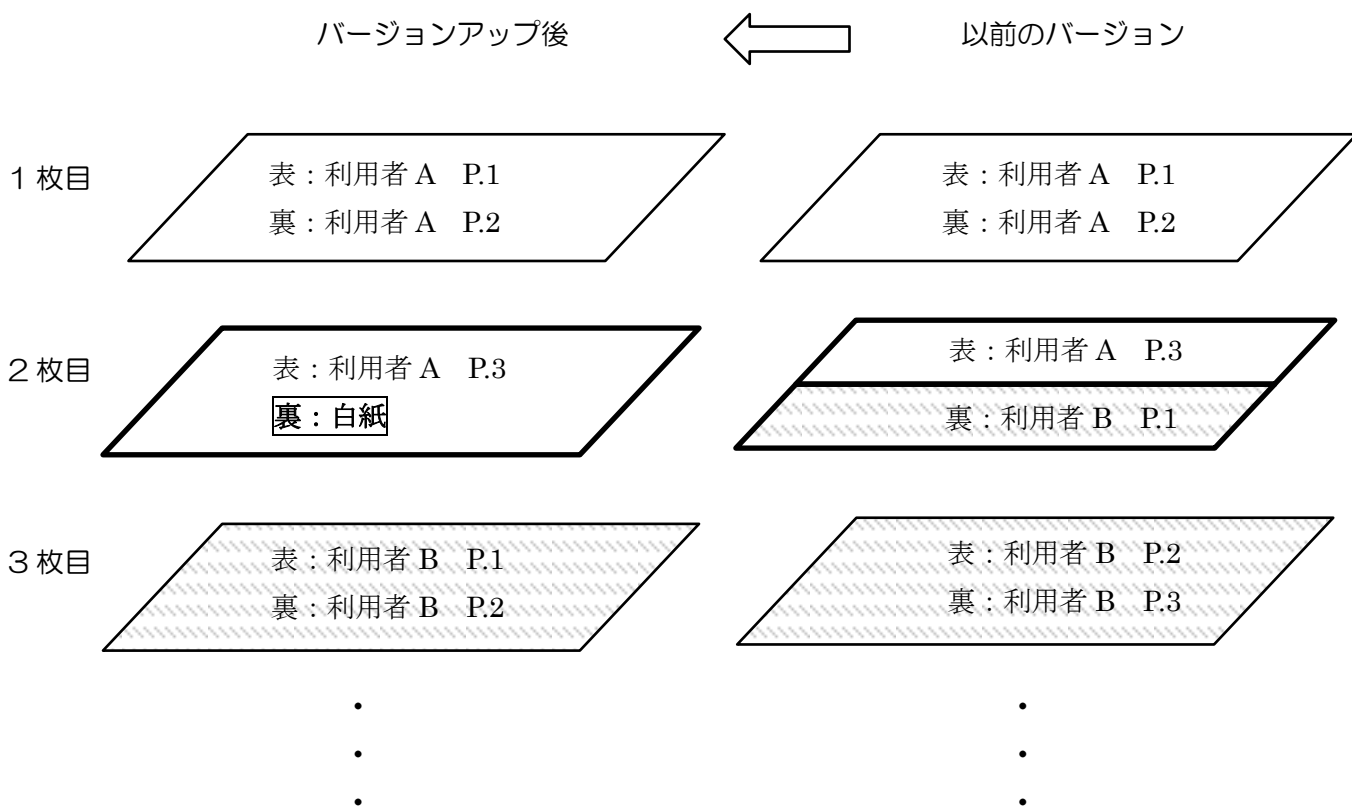 バージョンアップ後 以前のバージョン
1枚目
表：利用者A P.1
裏：利用者A P.2
表：利用者A P.1
裏：利用者A P.2
2枚目
表：利用者A P.3
裏：白紙
表：利用者A P.3
裏：利用者B P.1
3枚目
表：利用者B P.1
裏：利用者B P.2
表：利用者B P.2
裏：利用者B P.3
・ ・
・ ・
・ ・